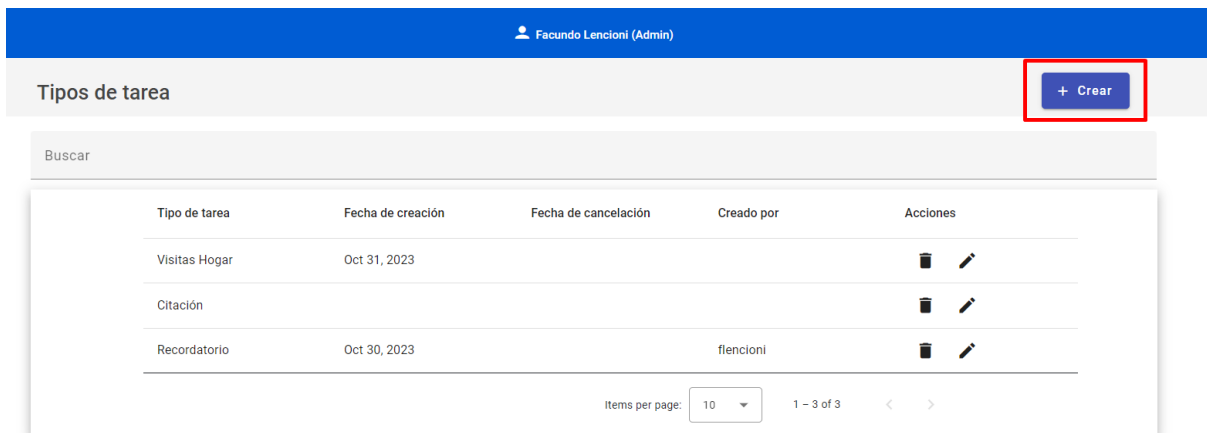 Facundo Lencioni (Admin)
Tipos de tarea
+ Crear
Buscar
Tipo de tarea Fecha de creación Fecha de cancelación Creado por Acciones
Visitas Hogar Oct 31, 2023
Citación
Recordatorio Oct 30, 2023 flencioni
Items per page: 10 1 – 3 of 3